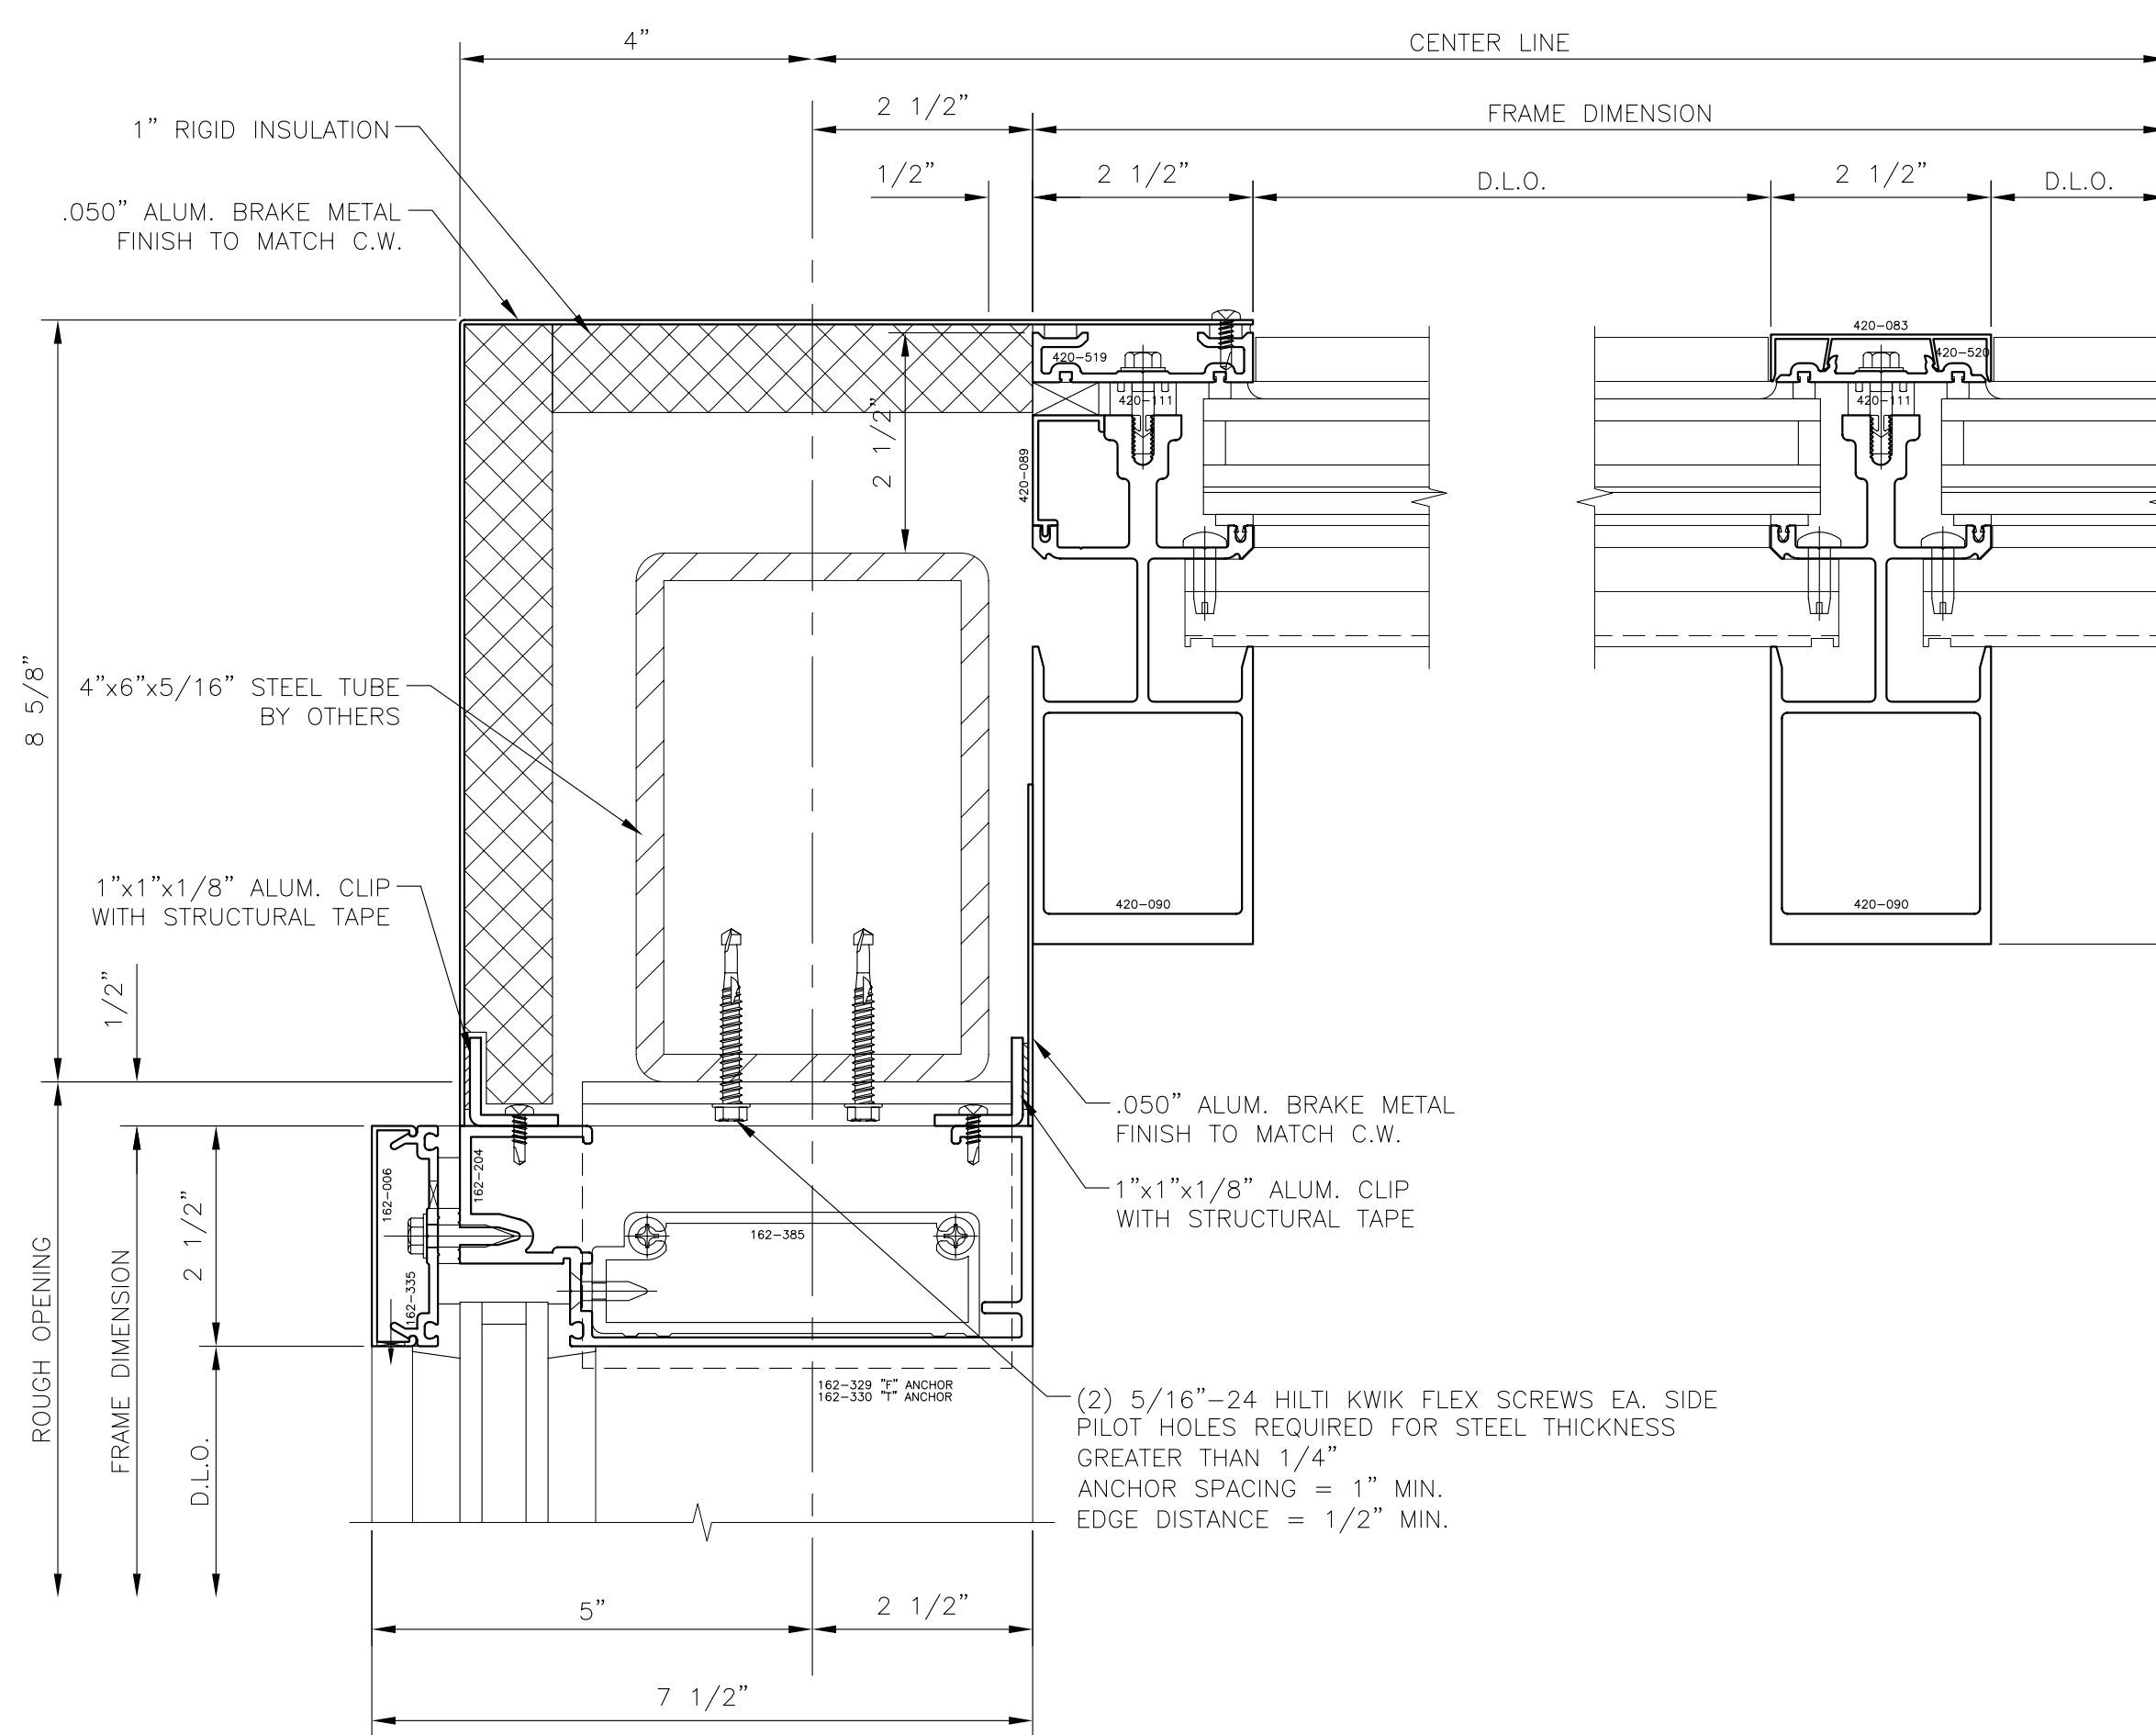 4”
CENTER LINE
2 1/2”
FRAME DIMENSION
1” RIGID INSULATION
1/2”
2 1/2”
D.L.O.
2 1/2”
D.L.O.
.050” ALUM. BRAKE METAL
FINISH TO MATCH C.W.
420-083
420-519
420-520
420-111
420-111
2 1/2”
420-089
8 5/8”
4”x6”x5/16” STEEL TUBE
BY OTHERS
1”x1”x1/8” ALUM. CLIP
WITH STRUCTURAL TAPE
420-090
420-090
1/2”
.050” ALUM. BRAKE METAL
FINISH TO MATCH C.W.
162-006
162-204
1”x1”x1/8” ALUM. CLIP
WITH STRUCTURAL TAPE
2 1/2”
162-385
162-335
ROUGH OPENING
FRAME DIMENSION
D.L.O.
162-329 "F" ANCHOR
162-330 "T" ANCHOR
(2) 5/16”-24 HILTI KWIK FLEX SCREWS EA. SIDE
PILOT HOLES REQUIRED FOR STEEL THICKNESS
GREATER THAN 1/4”
ANCHOR SPACING = 1” MIN.
EDGE DISTANCE = 1/2” MIN.
5”
2 1/2”
7 1/2”